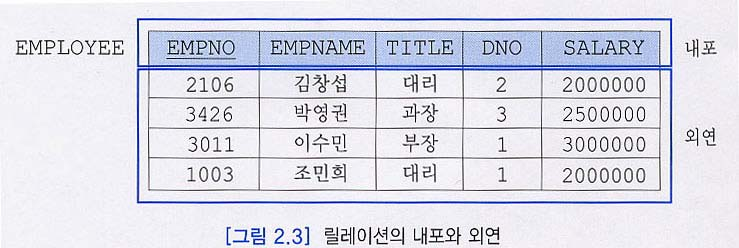 EMPLOYEE EMPNO EMPNAME TITLE DNO SALARY 내포
2106 김창섭 대리 2 2000000
3426 박영권 과장 3 2500000
3011 이수민 부장 1 3000000
1003 조민희 대리 1 2000000
외연
[그림 2.3] 릴레이션의 내포와 외연